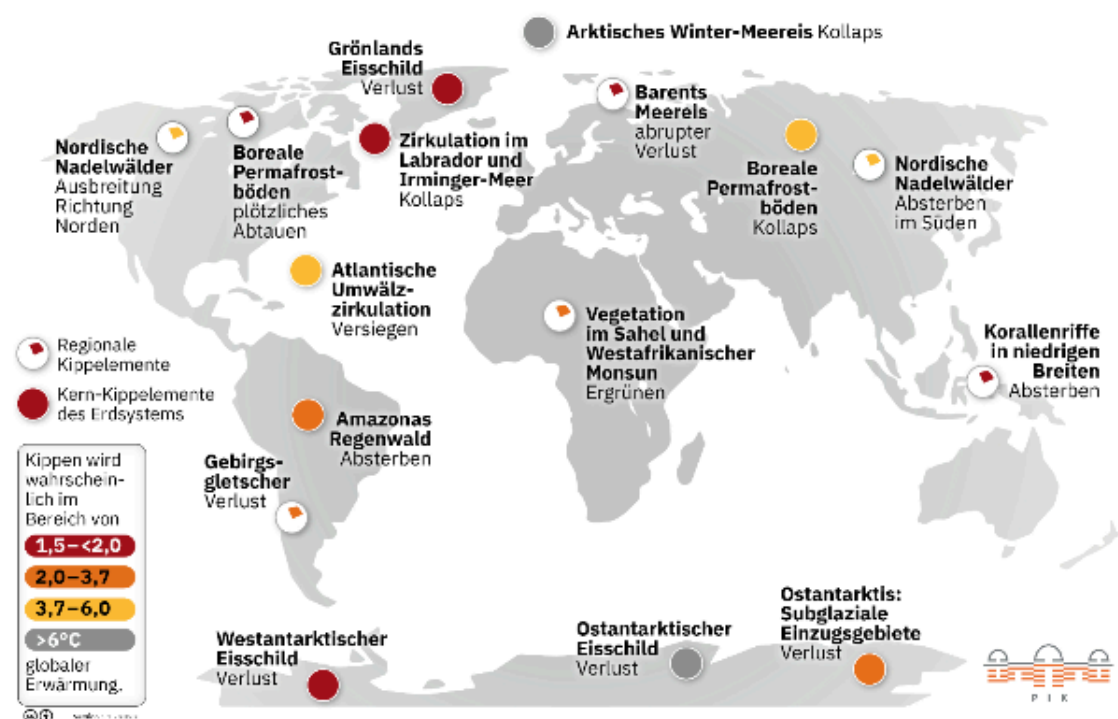 Arktisches Winter-Meereis Kollaps
Grönlands
Eisschild
Verlust
Barents
Meereis
abrupter
Verlust
Nordische
Nadelwälder
Ausbreitung
Richtung
Norden
Boreale
Permafrost-
böden
plötzliches
Abtauen
Zirkulation im
Labrador und
Irminger-Meer
Kollaps
Boreale
Permafrost-
böden
Kollaps
Nordische
Nadelwälder
Absterben
im Süden
Atlantische
Umwälz-
zirkulation
Versiegen
Vegetation
im Sahel und
Westafrikanischer
Monsun
Ergrünen
Korallenriffe
in niedrigen
Breiten
Absterben
Regionale
Kippelemente
Kern-Kippelemente
des Erdsystems
Amazonas
Regenwald
Absterben
Gebirgs-
gletscher
Verlust
Kippen wird
wahrschein-
lich im
Bereich von
1,5–<2,0
2,0–3,7
3,7–6,0
>6°C
globaler
Erwärmung.
Westantarktischer
Eisschild
Verlust
Ostantarktischer
Eisschild
Verlust
Ostantarktis:
Subglaziale
Einzugsgebiete
Verlust
P I K